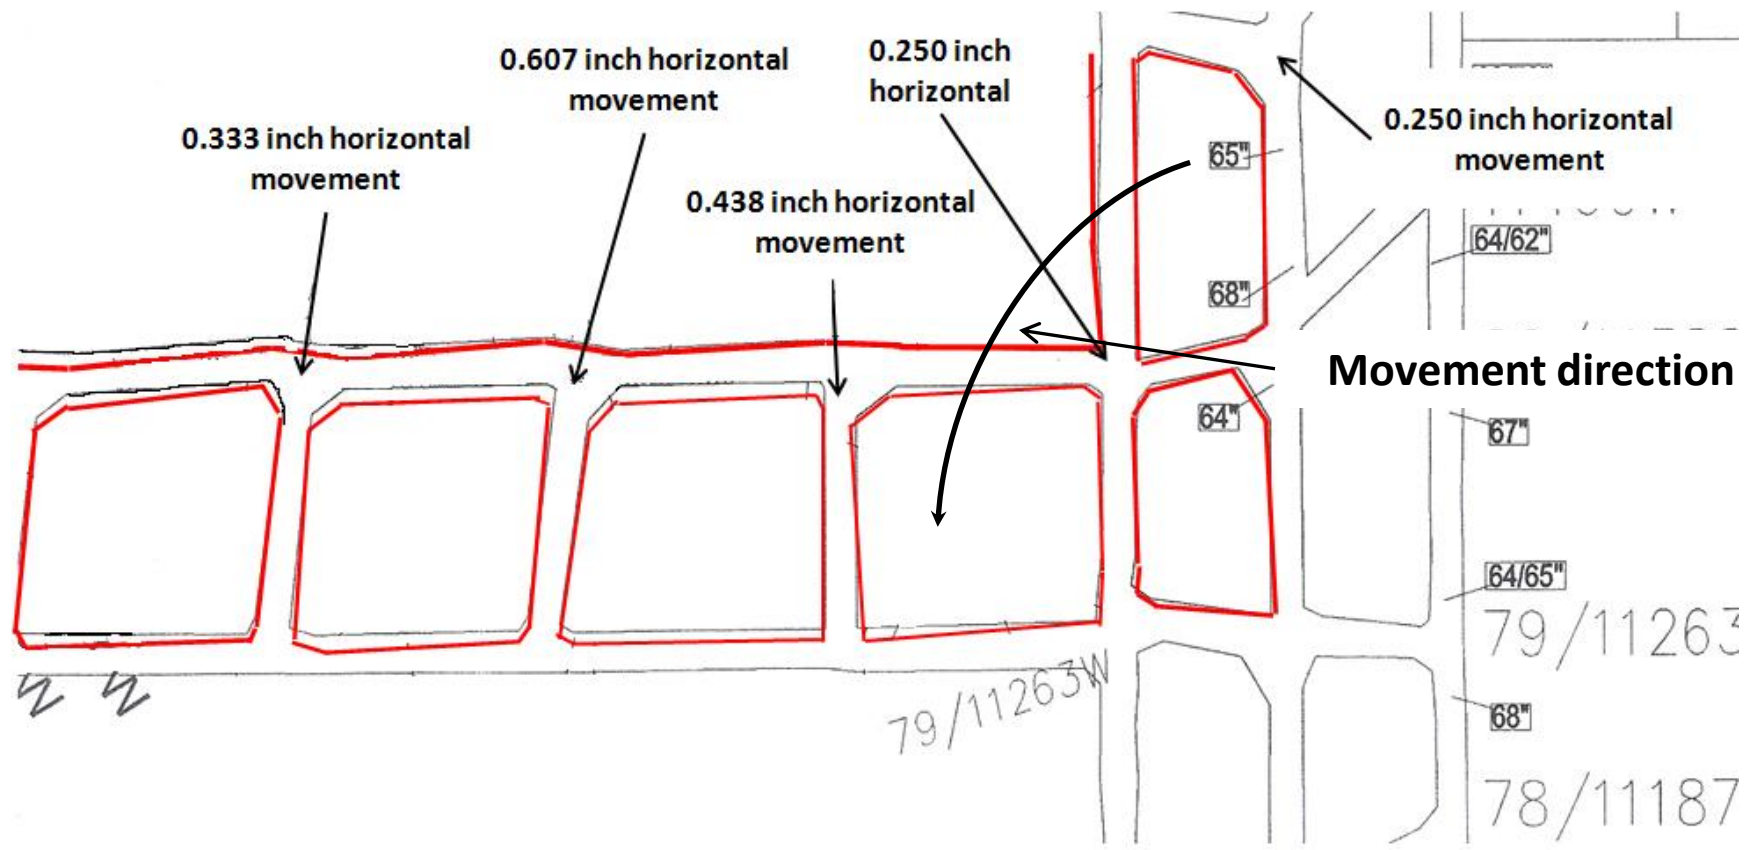 0.607 inch horizontal
movement
0.250 inch
horizontal
0.333 inch horizontal
movement
0.250 inch horizontal
movement
65"
0.438 inch horizontal
movement
64/62"
68"
Movement direction
64"
67"
64/65"
79/11263
79/11263W
68"
78/11187